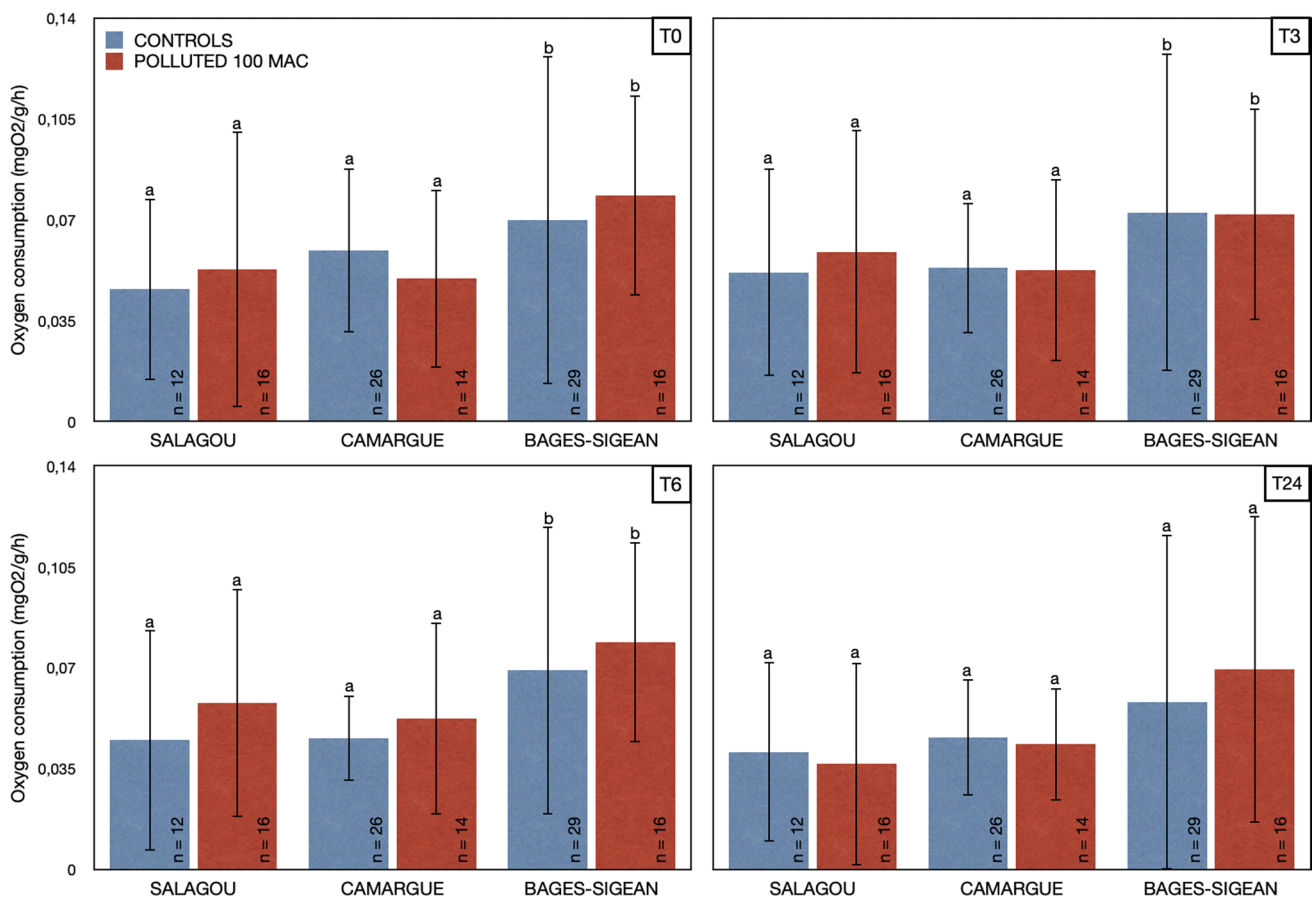 0,14
CONTROLS
POLLUTED 100 MAC
T0
0,105
0,07
0,035
0
Oxygen consumption (mgO2/g/h)
a
a
a
a
b
b
n = 12
n = 16
n = 26
n = 14
n = 29
n = 16
SALAGOU
CAMARGUE
BAGES-SIGEAN
T3
a
a
a
a
b
b
n = 12
n = 16
n = 26
n = 14
n = 29
n = 16
SALAGOU
CAMARGUE
BAGES-SIGEAN
0,14
T6
0,105
0,07
0,035
0
Oxygen consumption (mgO2/g/h)
a
a
a
a
b
b
n = 12
n = 16
n = 26
n = 14
n = 29
n = 16
SALAGOU
CAMARGUE
BAGES-SIGEAN
T24
a
a
a
a
a
a
n = 12
n = 16
n = 26
n = 14
n = 29
n = 16
SALAGOU
CAMARGUE
BAGES-SIGEAN